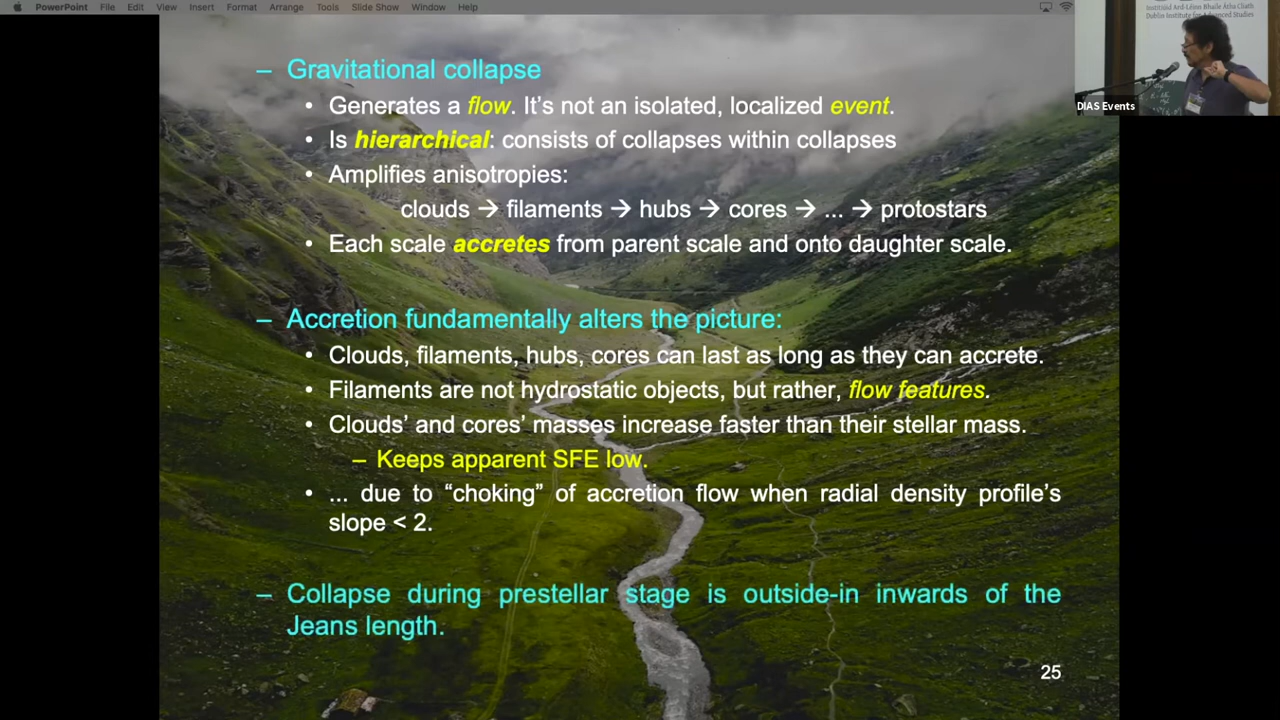 PowerPoint File Edit View Insert Format Arrange Tools Slide Show Window Help
Institiúid Ard-Léinn Bhaile Átha Cliath
Dublin Institute for Advanced Studies
DIAS Events
– Gravitational collapse
• Generates a flow. It’s not an isolated, localized event.
• Is hierarchical: consists of collapses within collapses
• Amplifies anisotropies:
clouds → filaments → hubs → cores → ... → protostars
• Each scale accretes from parent scale and onto daughter scale.
– Accretion fundamentally alters the picture:
• Clouds, filaments, hubs, cores can last as long as they can accrete.
• Filaments are not hydrostatic objects, but rather, flow features.
• Clouds’ and cores’ masses increase faster than their stellar mass.
– Keeps apparent SFE low.
• ... due to “choking” of accretion flow when radial density profile’s
slope < 2.
– Collapse during prestellar stage is outside-in inwards of the
Jeans length.
25